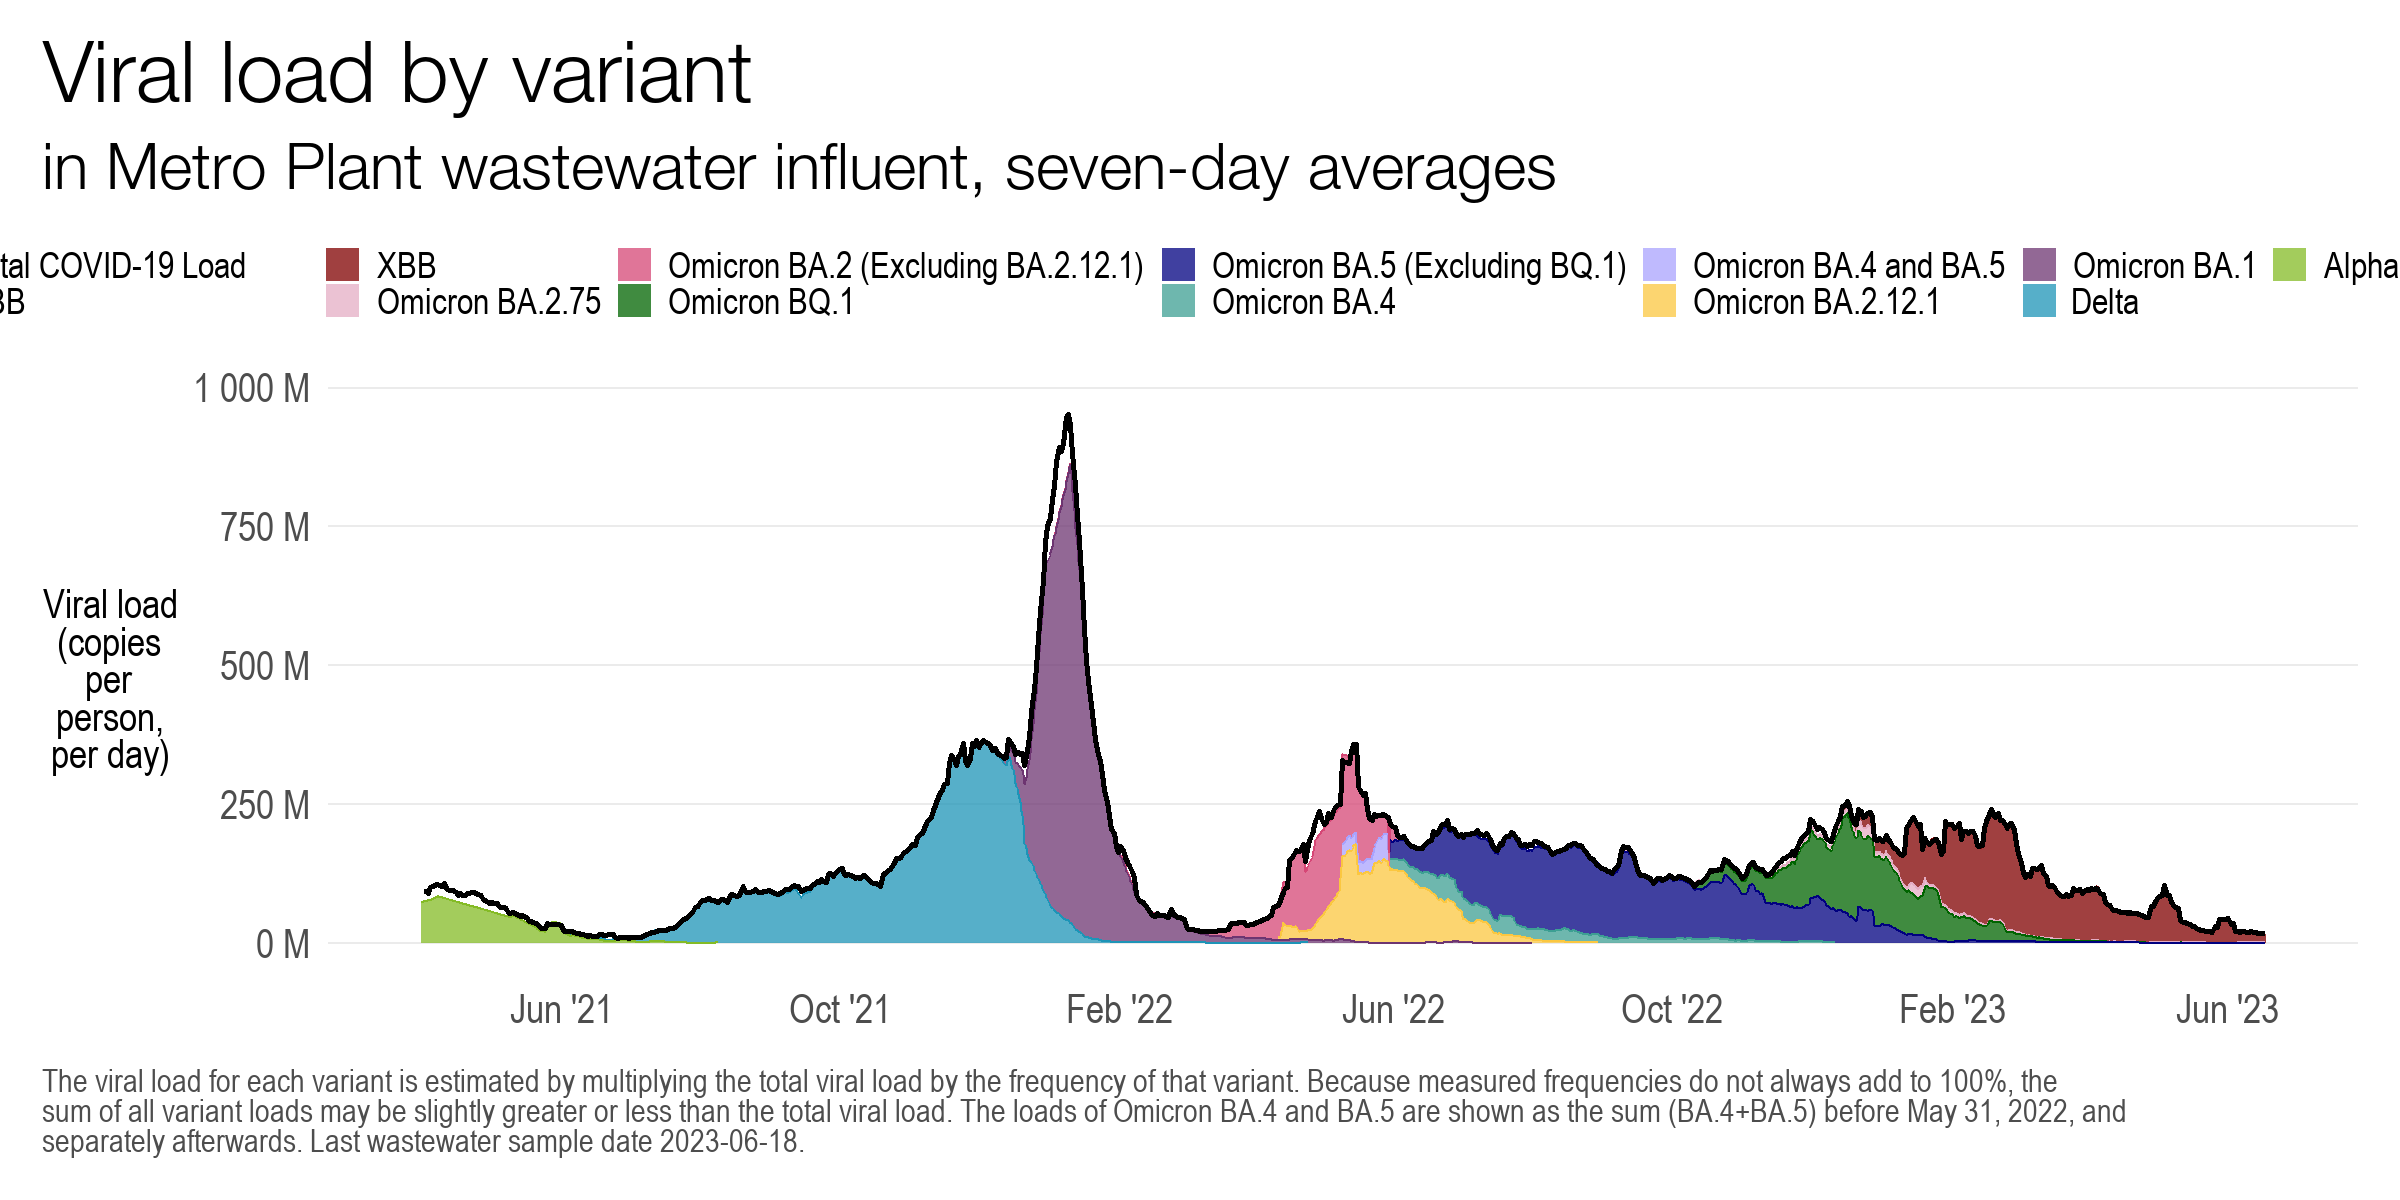 Viral load by variant
in Metro Plant wastewater influent, seven-day averages
tal COVID-19 Load XBB Omicron BA.2 (Excluding BA.2.12.1) Omicron BA.5 (Excluding BQ.1) Omicron BA.4 and BA.5 Omicron BA.1 Alpha
BB Omicron BA.2.75 Omicron BQ.1 Omicron BA.4 Omicron BA.2.12.1 Delta
1 000 M
750 M
500 M
250 M
0 M
Viral load
(copies
per
person,
per day)
Jun '21 Oct '21 Feb '22 Jun '22 Oct '22 Feb '23 Jun '23
The viral load for each variant is estimated by multiplying the total viral load by the frequency of that variant. Because measured frequencies do not always add to 100%, the
sum of all variant loads may be slightly greater or less than the total viral load. The loads of Omicron BA.4 and BA.5 are shown as the sum (BA.4+BA.5) before May 31, 2022, and
separately afterwards. Last wastewater sample date 2023-06-18.